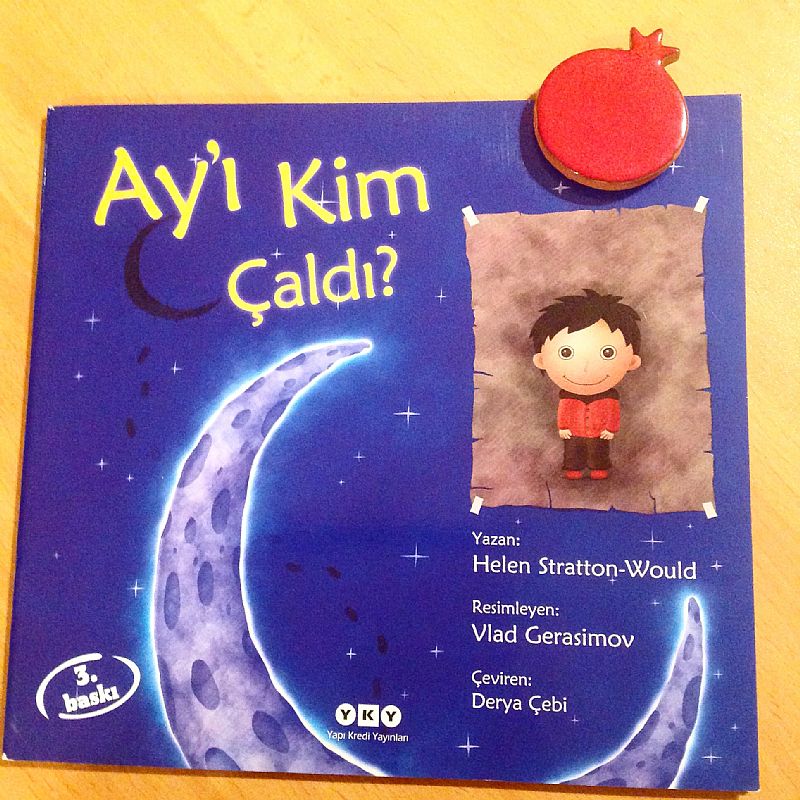 Ay'ı Kim
Çaldı?
Yazan:
Helen Stratton-Would
Resimleyen:
Vlad Gerasimov
Çeviren:
Derya Çebi
3.
baskı
YKY
Yapı Kredi Yayınları